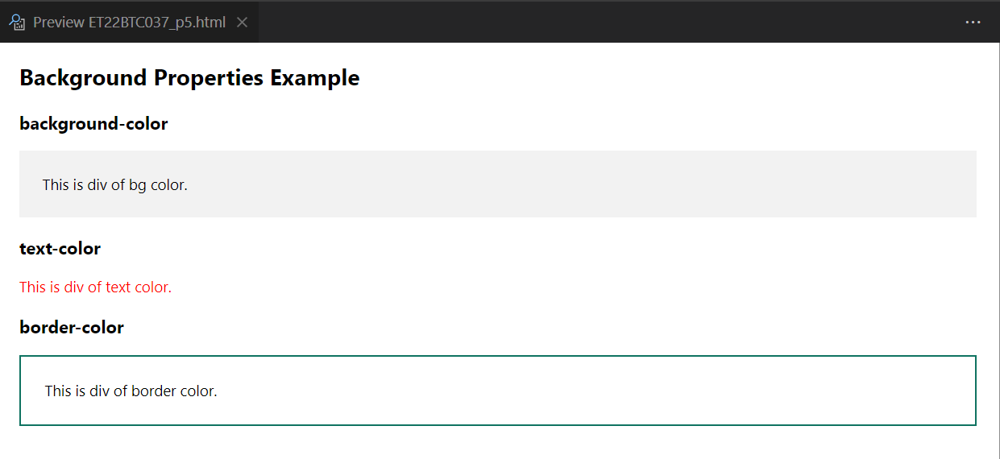 Preview ET22BTC037_p5.html
Background Properties Example
background-color
This is div of bg color.
text-color
This is div of text color.
border-color
This is div of border color.